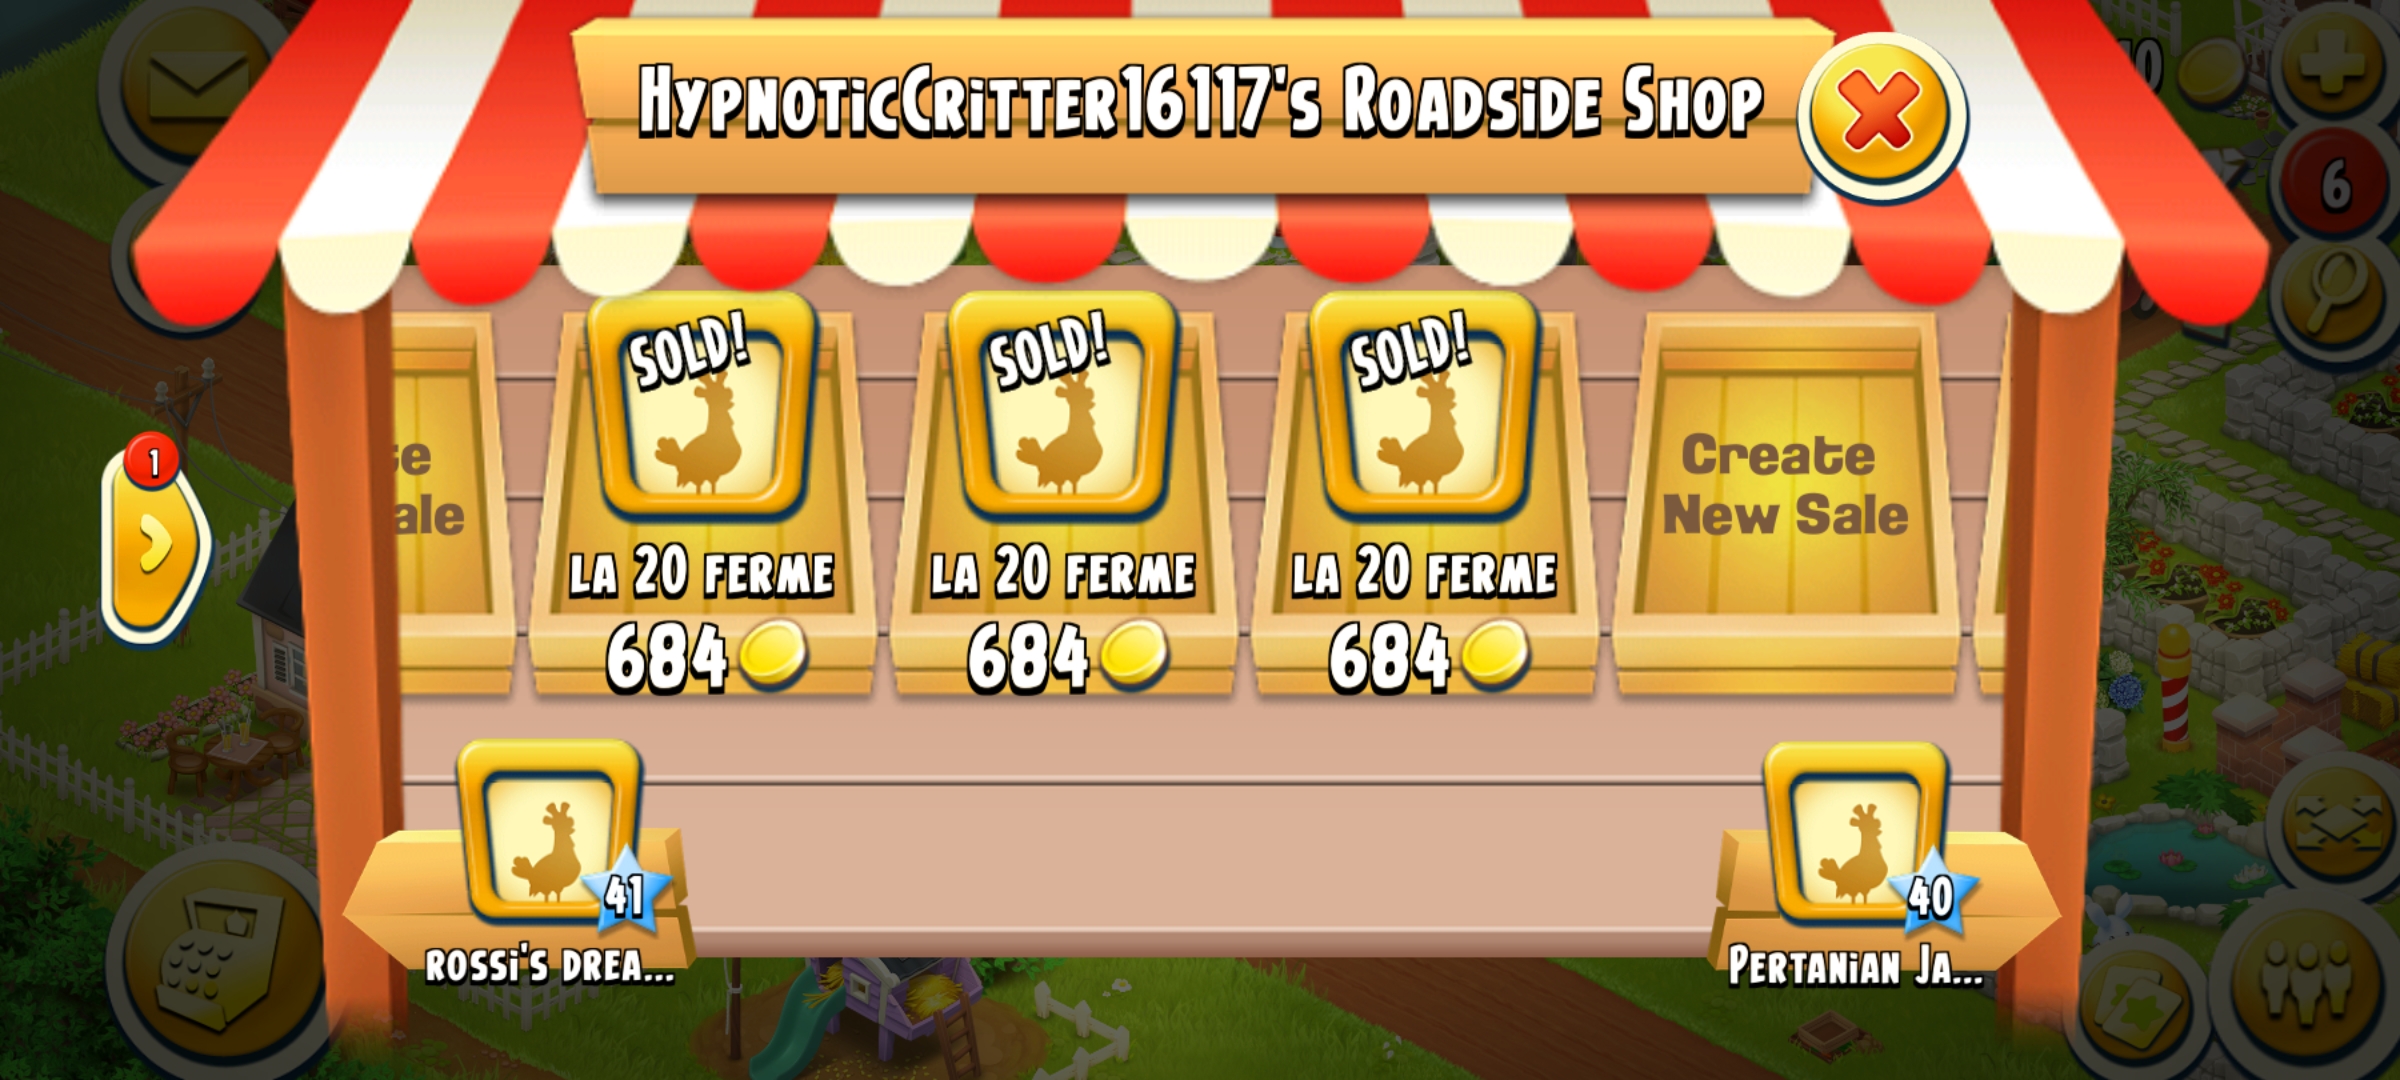 HypnoticCritter16117's Roadside Shop
6
1
SOLD!
SOLD!
SOLD!
Create
New Sale
ale
LA 20 FERME
LA 20 FERME
LA 20 FERME
684
684
684
41
ROSSi'S DREA...
40
Pertanian Ja...